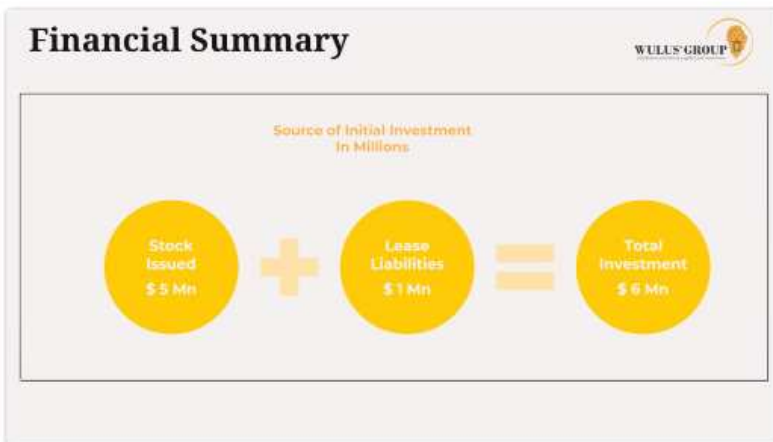 Financial Summary
WULUS' GROUP
Source of Initial Investment
In Millions
Stock
Issued
$ 5 Mn
Lease
Liabilities
$ 1 Mn
Total
Investment
$ 6 Mn